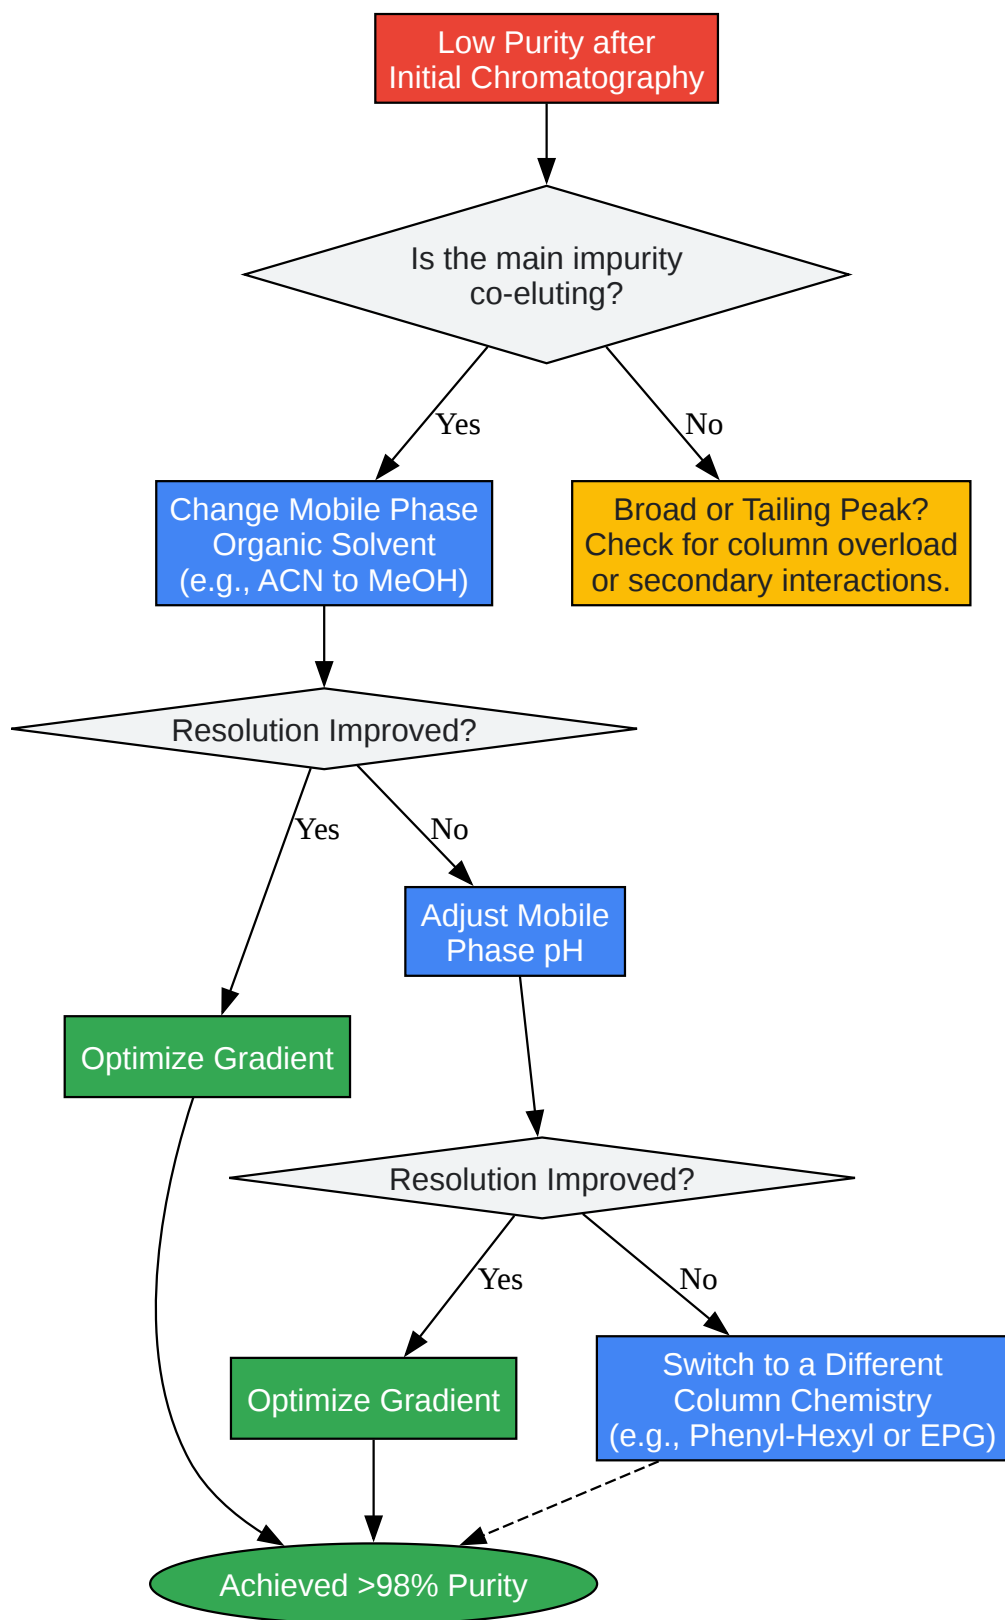 Low Purity after
Initial Chromatography
Is the main impurity
co-eluting?
Yes
No
Change Mobile Phase
Organic Solvent
(e.g., ACN to MeOH)
Broad or Tailing Peak?
Check for column overload
or secondary interactions.
Resolution Improved?
Yes
No
Adjust Mobile
Phase pH
Optimize Gradient
Resolution Improved?
Yes
No
Optimize Gradient
Switch to a Different
Column Chemistry
(e.g., Phenyl-Hexyl or EPG)
Achieved >98% Purity